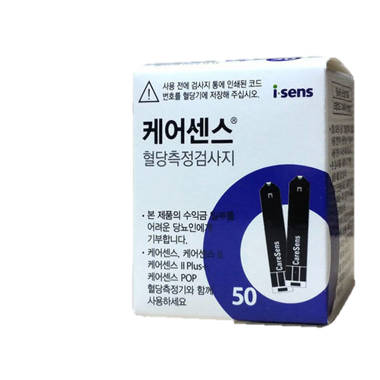 사용 전에 검사지 통에 인쇄된 코드
번호를 혈당기에 저장해 주십시오.
i·sens
케어센스®
혈당측정검사지
• 본 제품의 수익금 일부를
어려운 당뇨인에게
기부합니다.
• 케어센스, 케어센스 II,
케어센스 II Plus,
케어센스 POP
혈당측정기와 함께
사용하세요
CareSens
CareSens
50